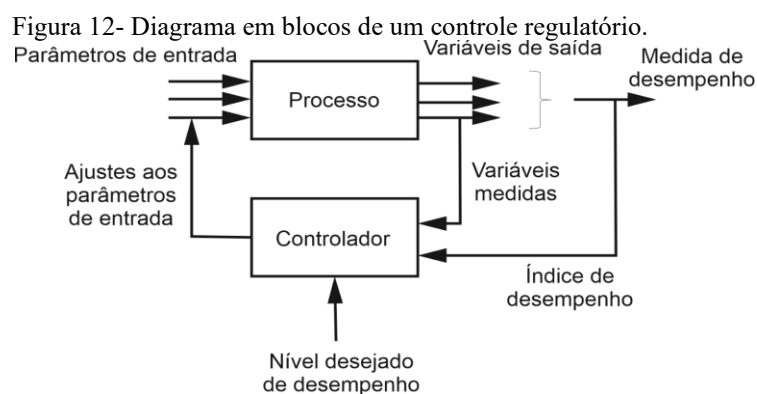 Figura 12- Diagrama em blocos de um controle regulatório.
Parâmetros de entrada
Variáveis de saída
Medida de
desempenho
Processo
Ajustes aos
parâmetros
de entrada
Variáveis
medidas
Controlador
Índice de
desempenho
Nível desejado
de desempenho